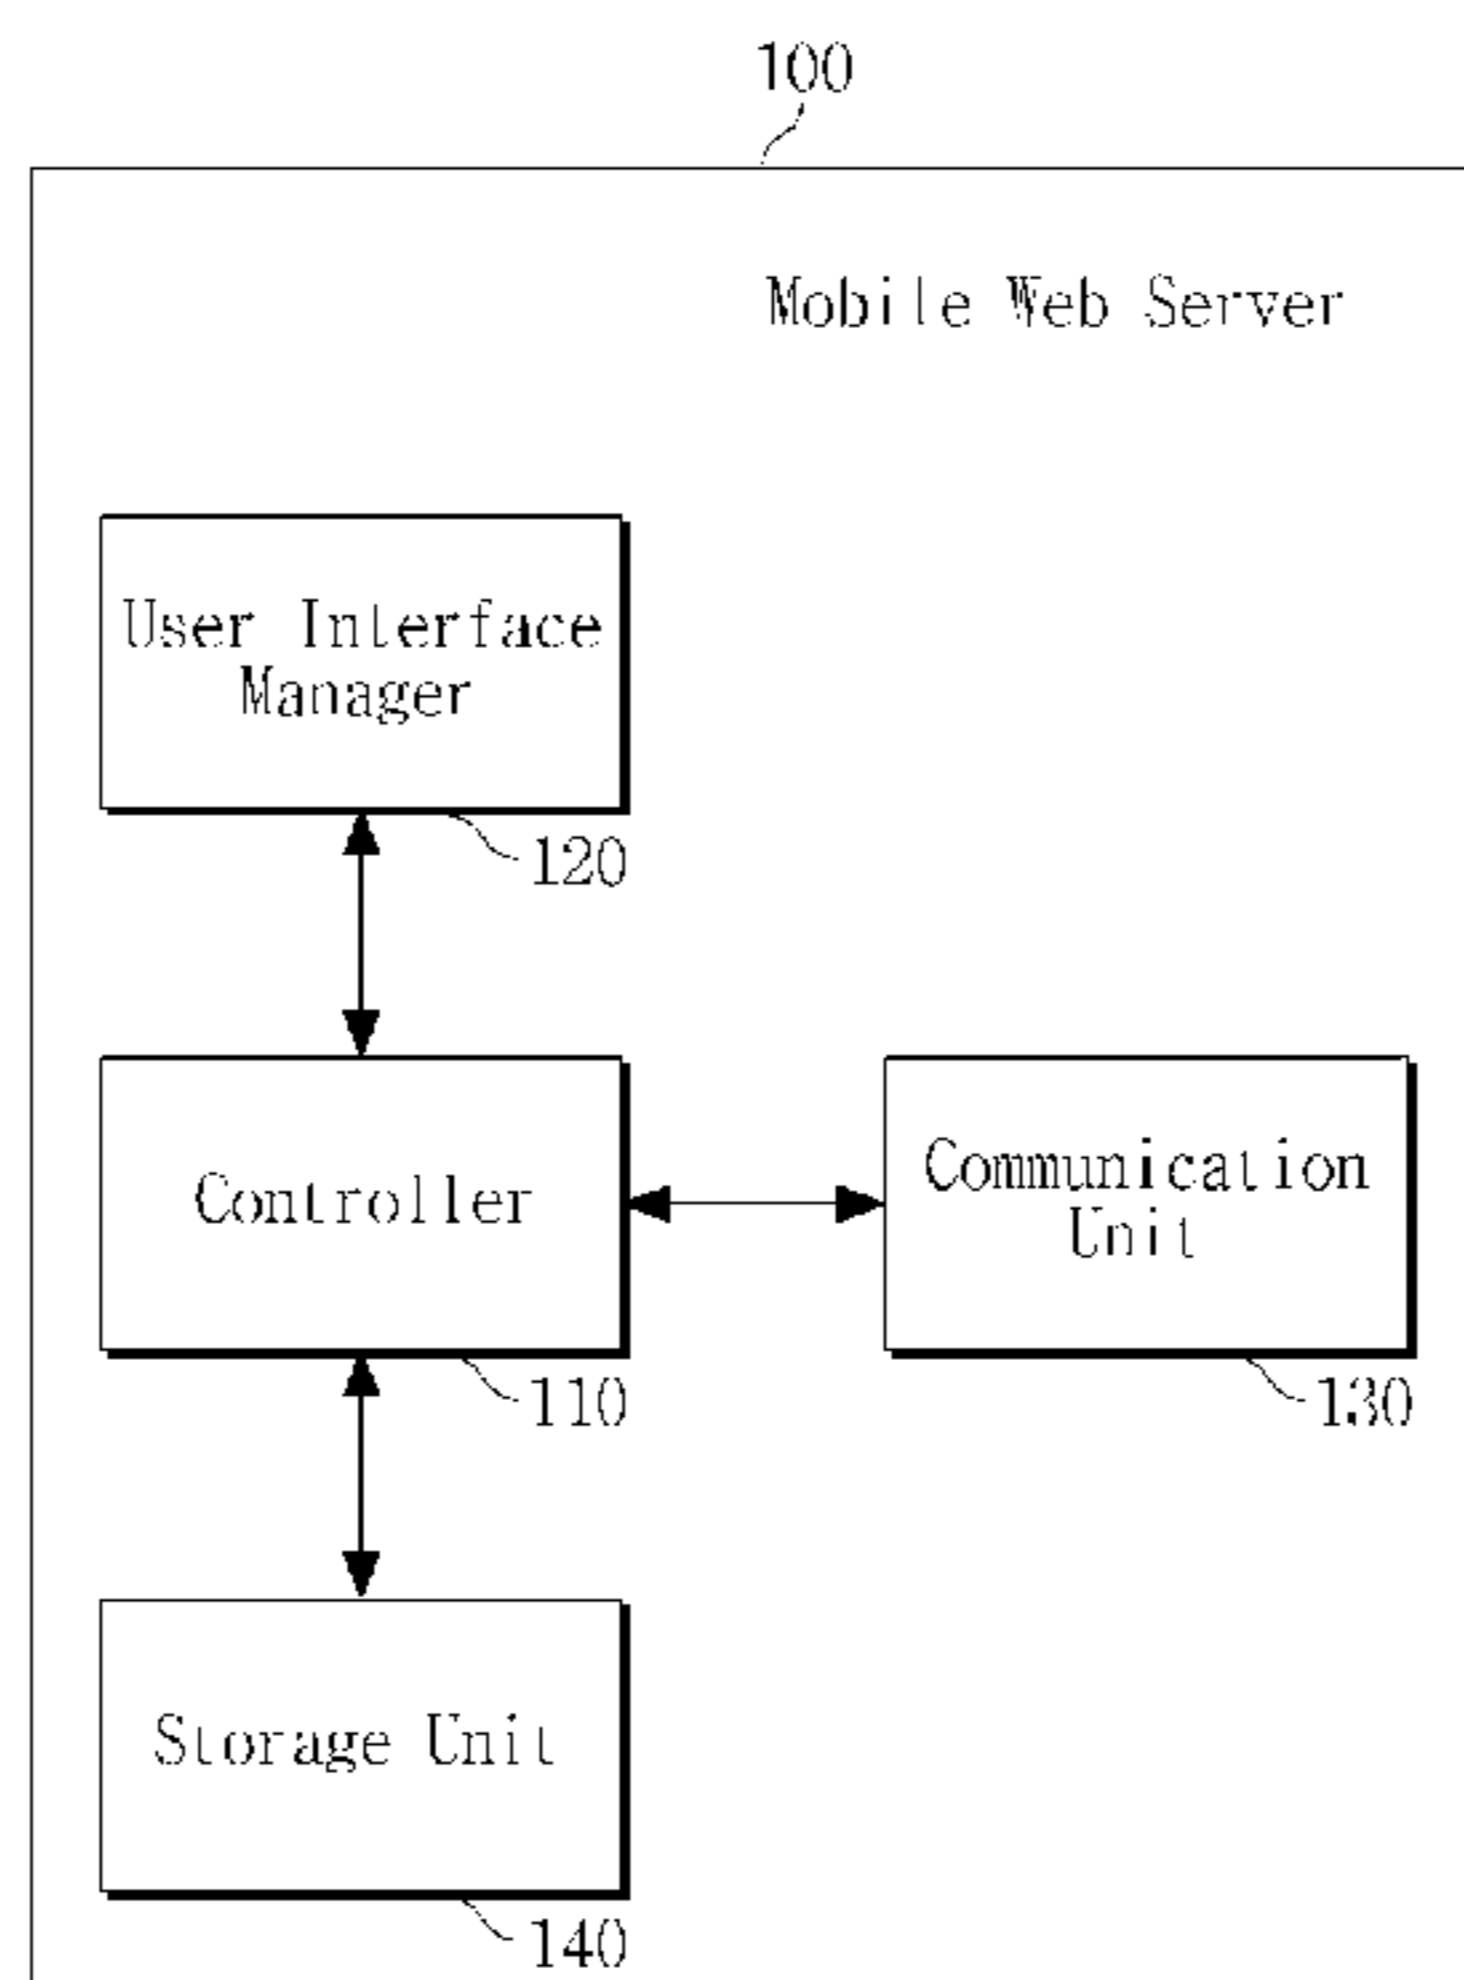 100
Mobile Web Server
User Interface
Manager
120
Controller
Communication
Unit
110
130
Storage Unit
140